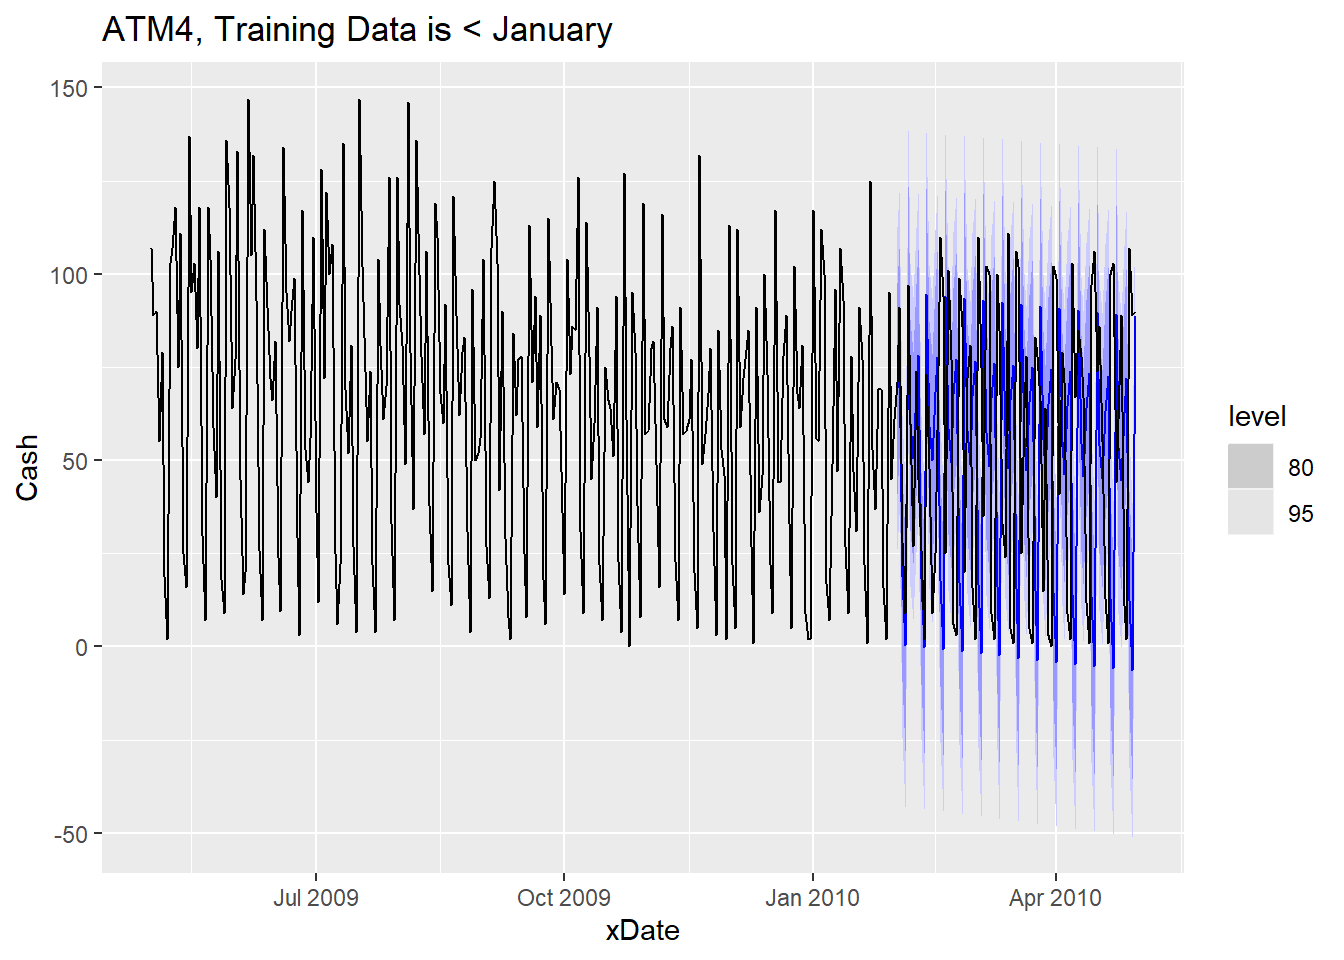 ATM4, Training Data is < January
150
100
50
0
-50
Cash
Jul 2009
Oct 2009
Jan 2010
Apr 2010
xDate
level
80
95